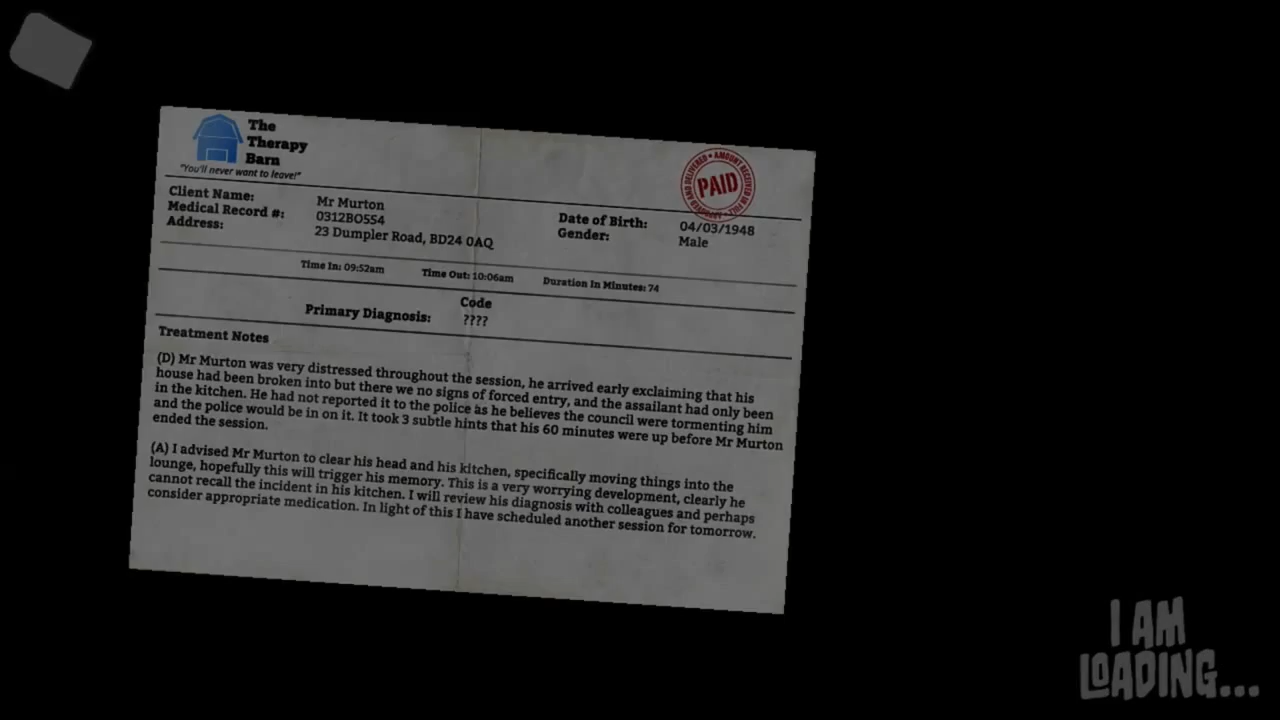 The
Therapy
Barn
"You'll never want to leave!"
PAID
Client Name: Mr Murton
Medical Record #: 0312BO554
Address: 23 Dumpler Road, BD24 0AQ
Date of Birth: 04/03/1948
Gender: Male
Time In: 09:52am Time Out: 10:06am Duration In Minutes: 74
Code
Primary Diagnosis: ????
Treatment Notes
(D) Mr Murton was very distressed throughout the session, he arrived early exclaiming that his
house had been broken into but there we no signs of forced entry, and the assailant had only been
in the kitchen. He had not reported it to the police as he believes the council were tormenting him
and the police would be in on it. It took 3 subtle hints that his 60 minutes were up before Mr Murton
ended the session.
(A) I advised Mr Murton to clear his head and his kitchen, specifically moving things into the
lounge, hopefully this will trigger his memory. This is a very worrying development, clearly he
cannot recall the incident in his kitchen. I will review his diagnosis with colleagues and perhaps
consider appropriate medication. In light of this I have scheduled another session for tomorrow.
I AM
LOADING...